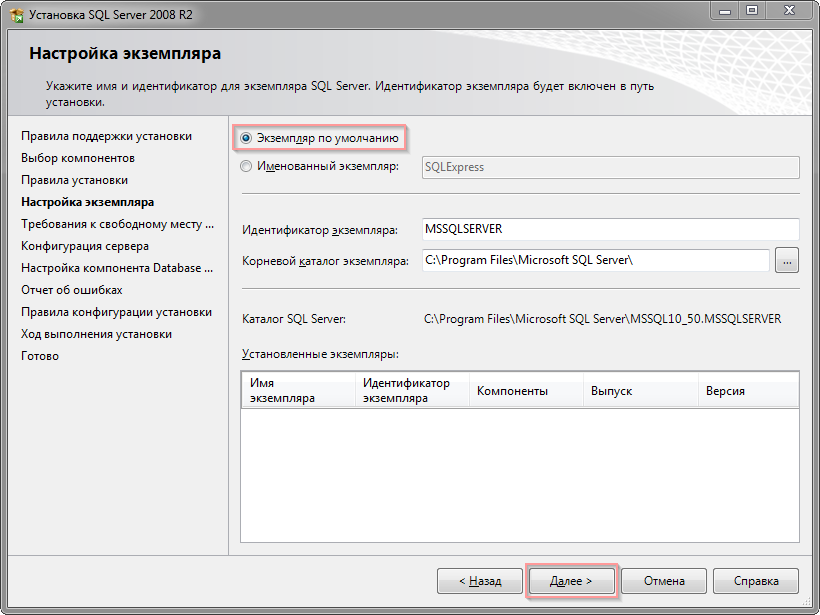 Установка SQL Server 2008 R2
Настройка экземпляра
Укажите имя и идентификатор для экземпляра SQL Server. Идентификатор экземпляра будет включен в путь
установки.
Правила поддержки установки
Выбор компонентов
Правила установки
Настройка экземпляра
Требования к свободному месту ...
Конфигурация сервера
Настройка компонента Database ...
Отчет об ошибках
Правила конфигурации установки
Ход выполнения установки
Готово
Экземпляр по умолчанию
Именованный экземпляр: SQLExpress
Идентификатор экземпляра: MSSQLSERVER
Корневой каталог экземпляра: C:\Program Files\Microsoft SQL Server\ ...
Каталог SQL Server: C:\Program Files\Microsoft SQL Server\MSSQL10_50.MSSQLSERVER
Установленные экземпляры:
Имя экземпляра Идентификатор экземпляра Компоненты Выпуск Версия
< Назад Далее > Отмена Справка